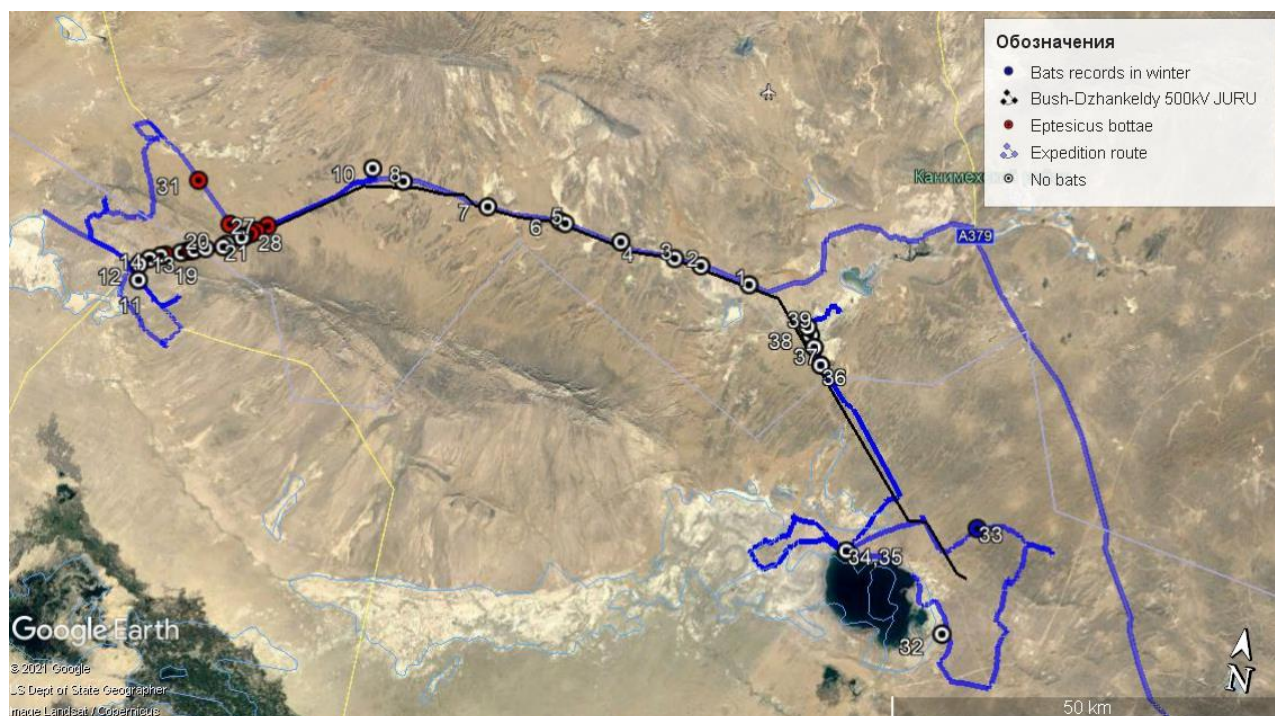 Обозначения
Bats records in winter
Bush-Dzhankeldy 500kV JURU
Eptesicus bottae
Expedition route
No bats
A379
31
10
8
7
6
5
4
3
2
1
27
28
20
21
14
13
19
12
11
39
38
37
36
33
34,35
32
Google Earth
© 2021 Google
US Dept of State Geographer
Image Landsat / Copernicus
50 km
N